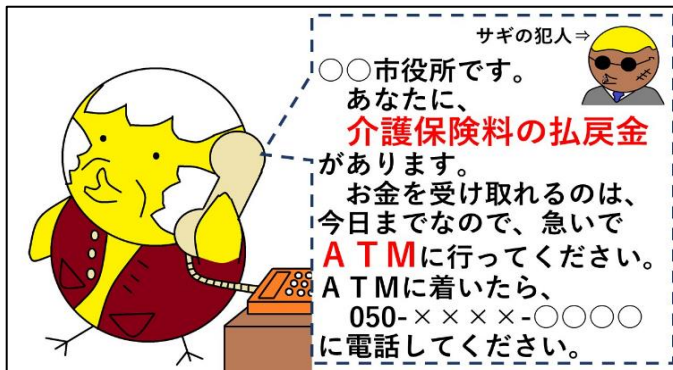 サギの犯人⇒
○○市役所です。
あなたに、
介護保険料の払戻金
があります。
お金を受け取れるのは、
今日までなので、急いで
ＡＴＭに行ってください。
ＡＴＭに着いたら、
050-××××-○○○○
に電話してください。